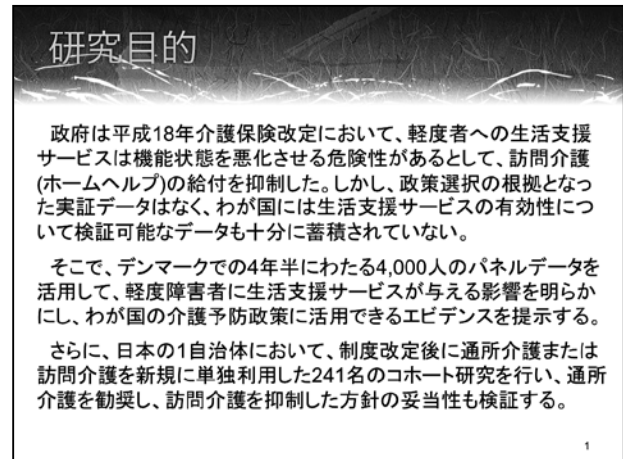 研究目的
政府は平成18年介護保険改定において、軽度者への生活支援
サービスは機能状態を悪化させる危険性があるとして、訪問介護
(ホームヘルプ)の給付を抑制した。しかし、政策選択の根拠となっ
た実証データはなく、わが国には生活支援サービスの有効性につ
いて検証可能なデータも十分に蓄積されていない。
そこで、デンマークでの4年半にわたる4,000人のパネルデータを
活用して、軽度障害者に生活支援サービスが与える影響を明らか
にし、わが国の介護予防政策に活用できるエビデンスを提示する。
さらに、日本の1自治体において、制度改定後に通所介護または
訪問介護を新規に単独利用した241名のコホート研究を行い、通所
介護を勧奨し、訪問介護を抑制した方針の妥当性も検証する。
1